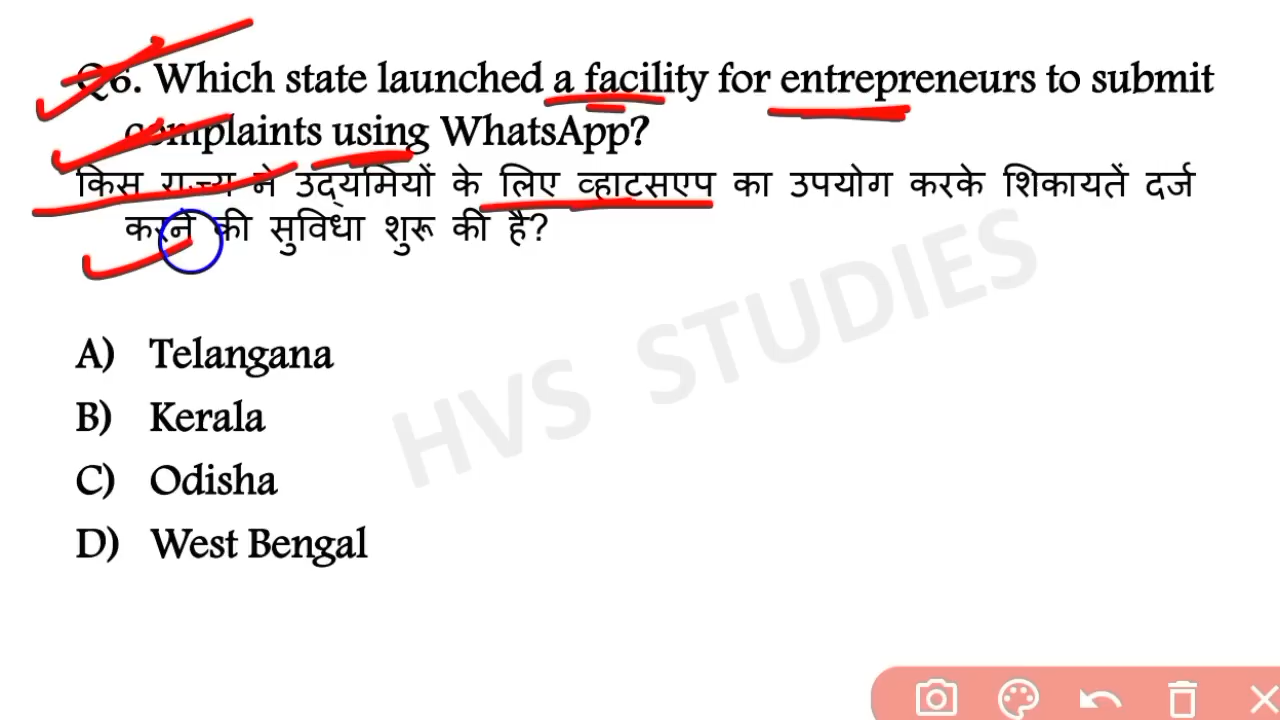 Q6. Which state launched a facility for entrepreneurs to submit
complaints using WhatsApp?
किस राज्य ने उद्यमियों के लिए व्हाटसएप का उपयोग करके शिकायतें दर्ज
करने की सुविधा शुरू की है?
A) Telangana
B) Kerala
C) Odisha
D) West Bengal
HVS STUDIES